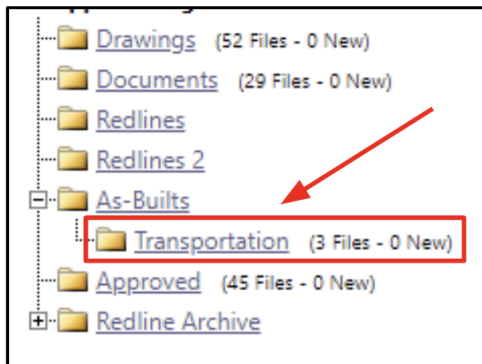 Drawings (52 Files - 0 New)
Documents (29 Files - 0 New)
Redlines
Redlines 2
As-Builts
Transportation (3 Files - 0 New)
Approved (45 Files - 0 New)
Redline Archive